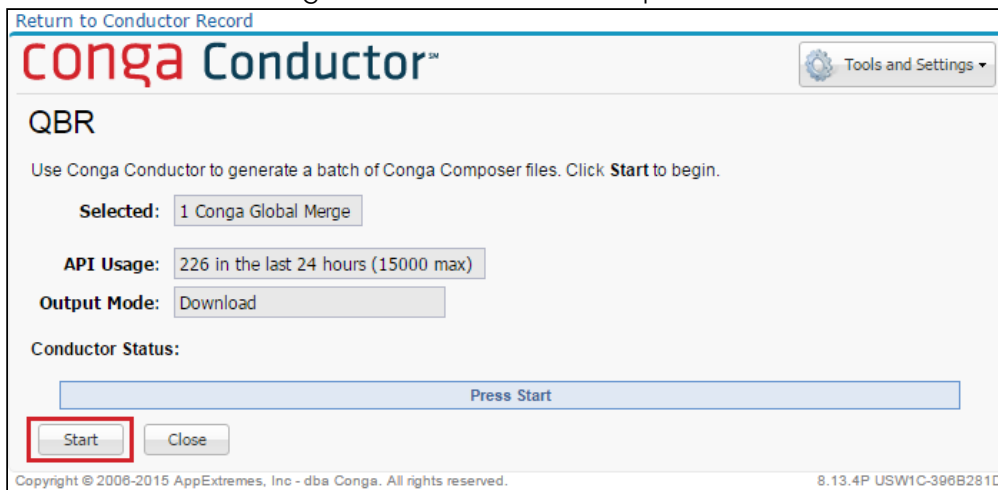 Return to Conductor Record
conga Conductor℠
Tools and Settings
QBR
Use Conga Conductor to generate a batch of Conga Composer files. Click Start to begin.
Selected: 1 Conga Global Merge
API Usage: 226 in the last 24 hours (15000 max)
Output Mode: Download
Conductor Status:
Press Start
Start Close
Copyright © 2006-2015 AppExtremes, Inc - dba Conga. All rights reserved. 8.13.4P USW1C-396B281D